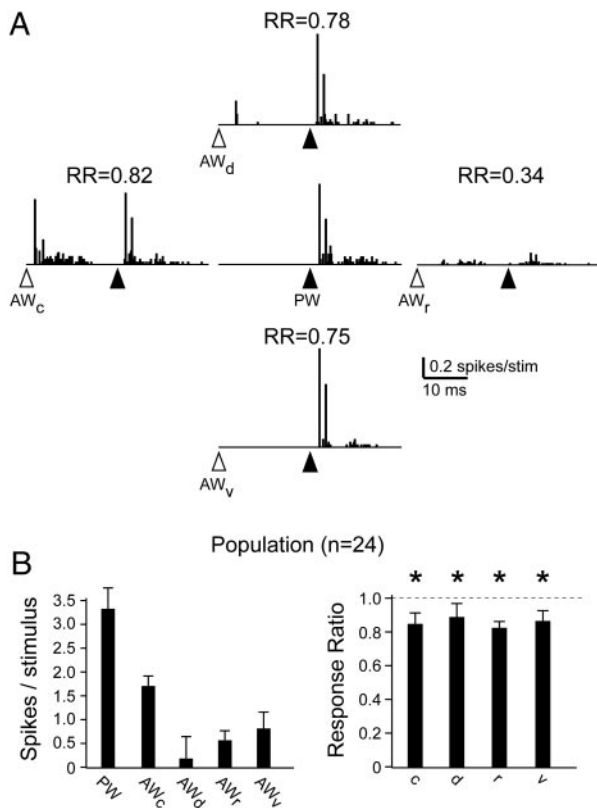 A
RR=0.78
AWd
RR=0.82
RR=0.34
AWc
PW
AWr
RR=0.75
0.2 spikes/stim
10 ms
AWv
Population (n=24)
B
Spikes / stimulus
3.5
3.0
2.5
2.0
1.5
1.0
0.5
0
PW
AWc
AWd
AWr
AWv
* * * *
Response Ratio
1.0
0.8
0.6
0.4
0.2
0
c
d
r
v